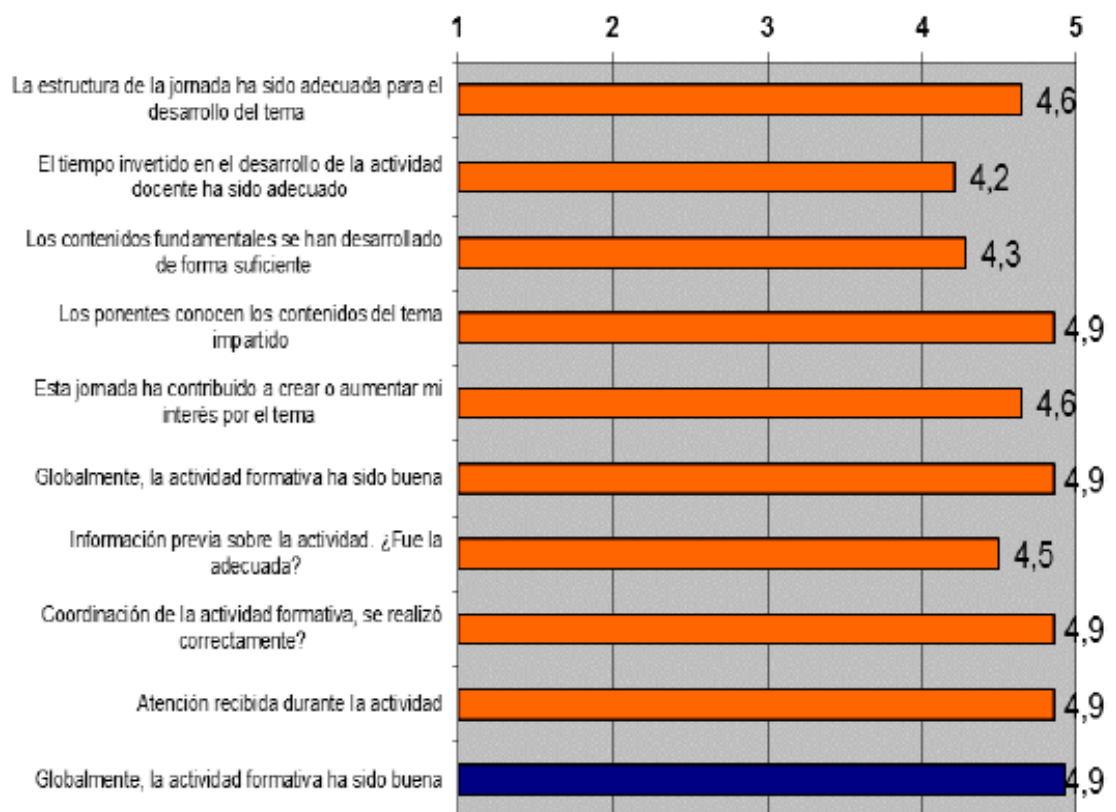 1 2 3 4 5
La estructura de la jornada ha sido adecuada para el
desarrollo del tema
4,6
El tiempo invertido en el desarrollo de la actividad
docente ha sido adecuado
4,2
Los contenidos fundamentales se han desarrollado
de forma suficiente
4,3
Los ponentes conocen los contenidos del tema
impartido
4,9
Esta jornada ha contribuido a crear o aumentar mi
interés por el tema
4,6
Globalmente, la actividad formativa ha sido buena
4,9
Información previa sobre la actividad. ¿Fue la
adecuada?
4,5
Coordinación de la actividad formativa, se realizó
correctamente?
4,9
Atención recibida durante la actividad
4,9
Globalmente, la actividad formativa ha sido buena
4,9